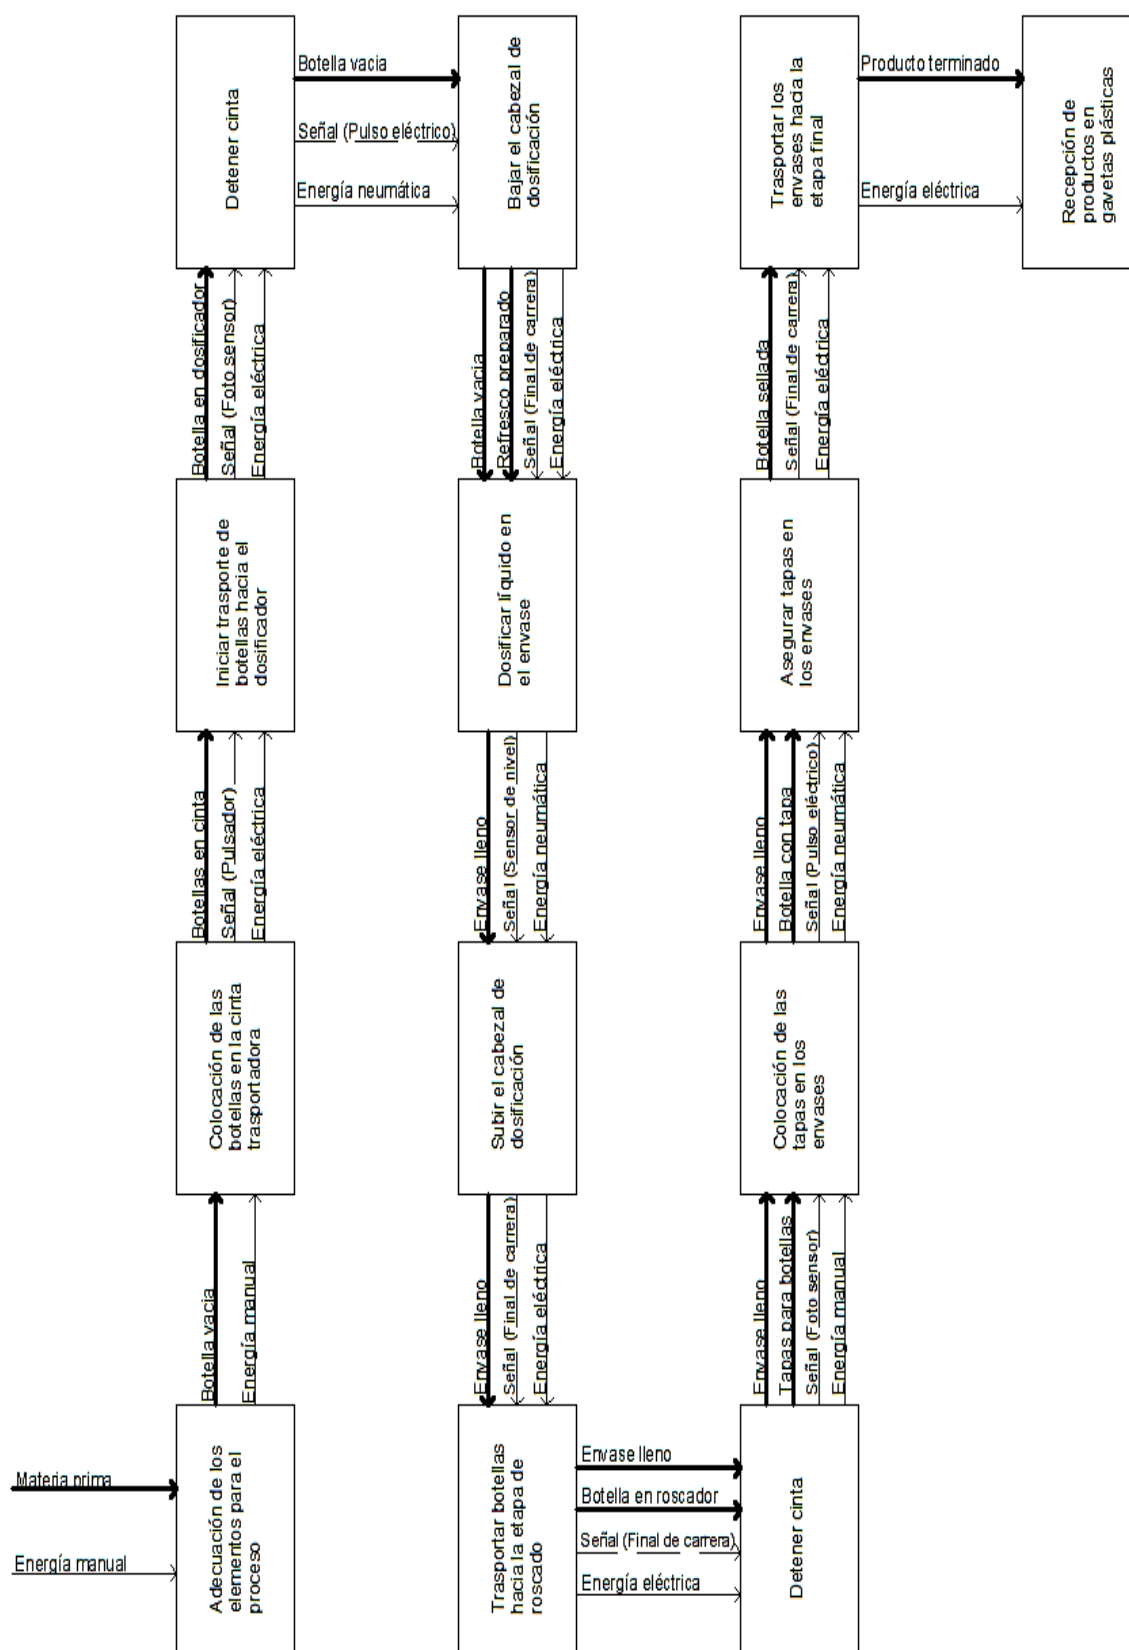 Materia prima
Energía manual
Adecuación de los
elementos para el
proceso
Botella vacia
Energía manual
Colocación de las
botellas en la cinta
trasportadora
Botellas en cinta
Señal (Pulsador)
Energía eléctrica
Iniciar trasporte de
botellas hacia el
dosificador
Botella en dosificador
Señal (Foto sensor)
Energía eléctrica
Detener cinta
Botella vacia
Señal (Pulso eléctrico)
Energía neumática
Bajar el cabezal de
dosificación
Botella vacia
Refresco preparado
Señal (Final de carrera)
Energía eléctrica
Dosificar líquido en
el envase
Envase lleno
Señal (Sensor de nivel)
Energía neumática
Subir el cabezal de
dosificación
Envase lleno
Señal (Final de carrera)
Energía eléctrica
Trasportar botellas
hacia la etapa de
roscado
Envase lleno
Botella en roscador
Señal (Final de carrera)
Energía eléctrica
Detener cinta
Envase lleno
Tapas para botellas
Señal (Foto sensor)
Energía manual
Colocación de las
tapas en los
envases
Envase lleno
Botella con tapa
Señal (Pulso eléctrico)
Energía neumática
Asegurar tapas en
los envases
Botella sellada
Señal (Final de carrera)
Energía eléctrica
Trasportar los
envases hacia la
etapa final
Producto terminado
Energía eléctrica
Recepción de
productos en
gavetas plásticas